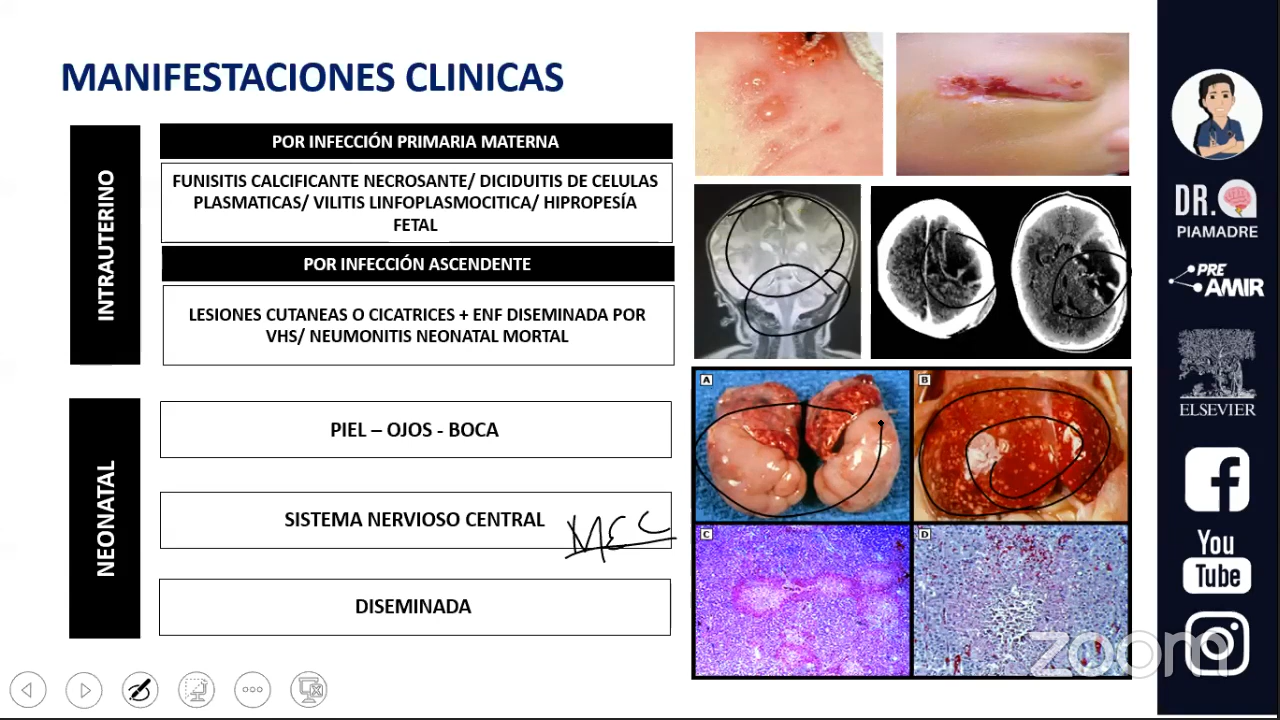 MANIFESTACIONES CLINICAS
INTRAUTERINO
POR INFECCIÓN PRIMARIA MATERNA
FUNISITIS CALCIFICANTE NECROSANTE/ DICIDUITIS DE CELULAS
PLASMATICAS/ VILITIS LINFOPLASMOCITICA/ HIPROPESÍA
FETAL
POR INFECCIÓN ASCENDENTE
LESIONES CUTANEAS O CICATRICES + ENF DISEMINADA POR
VHS/ NEUMONITIS NEONATAL MORTAL
NEONATAL
PIEL – OJOS - BOCA
SISTEMA NERVIOSO CENTRAL
MEC
DISEMINADA
A
B
C
D
DR.
PIAMADRE
PRE
AMIR
ELSEVIER
You
Tube
zoom